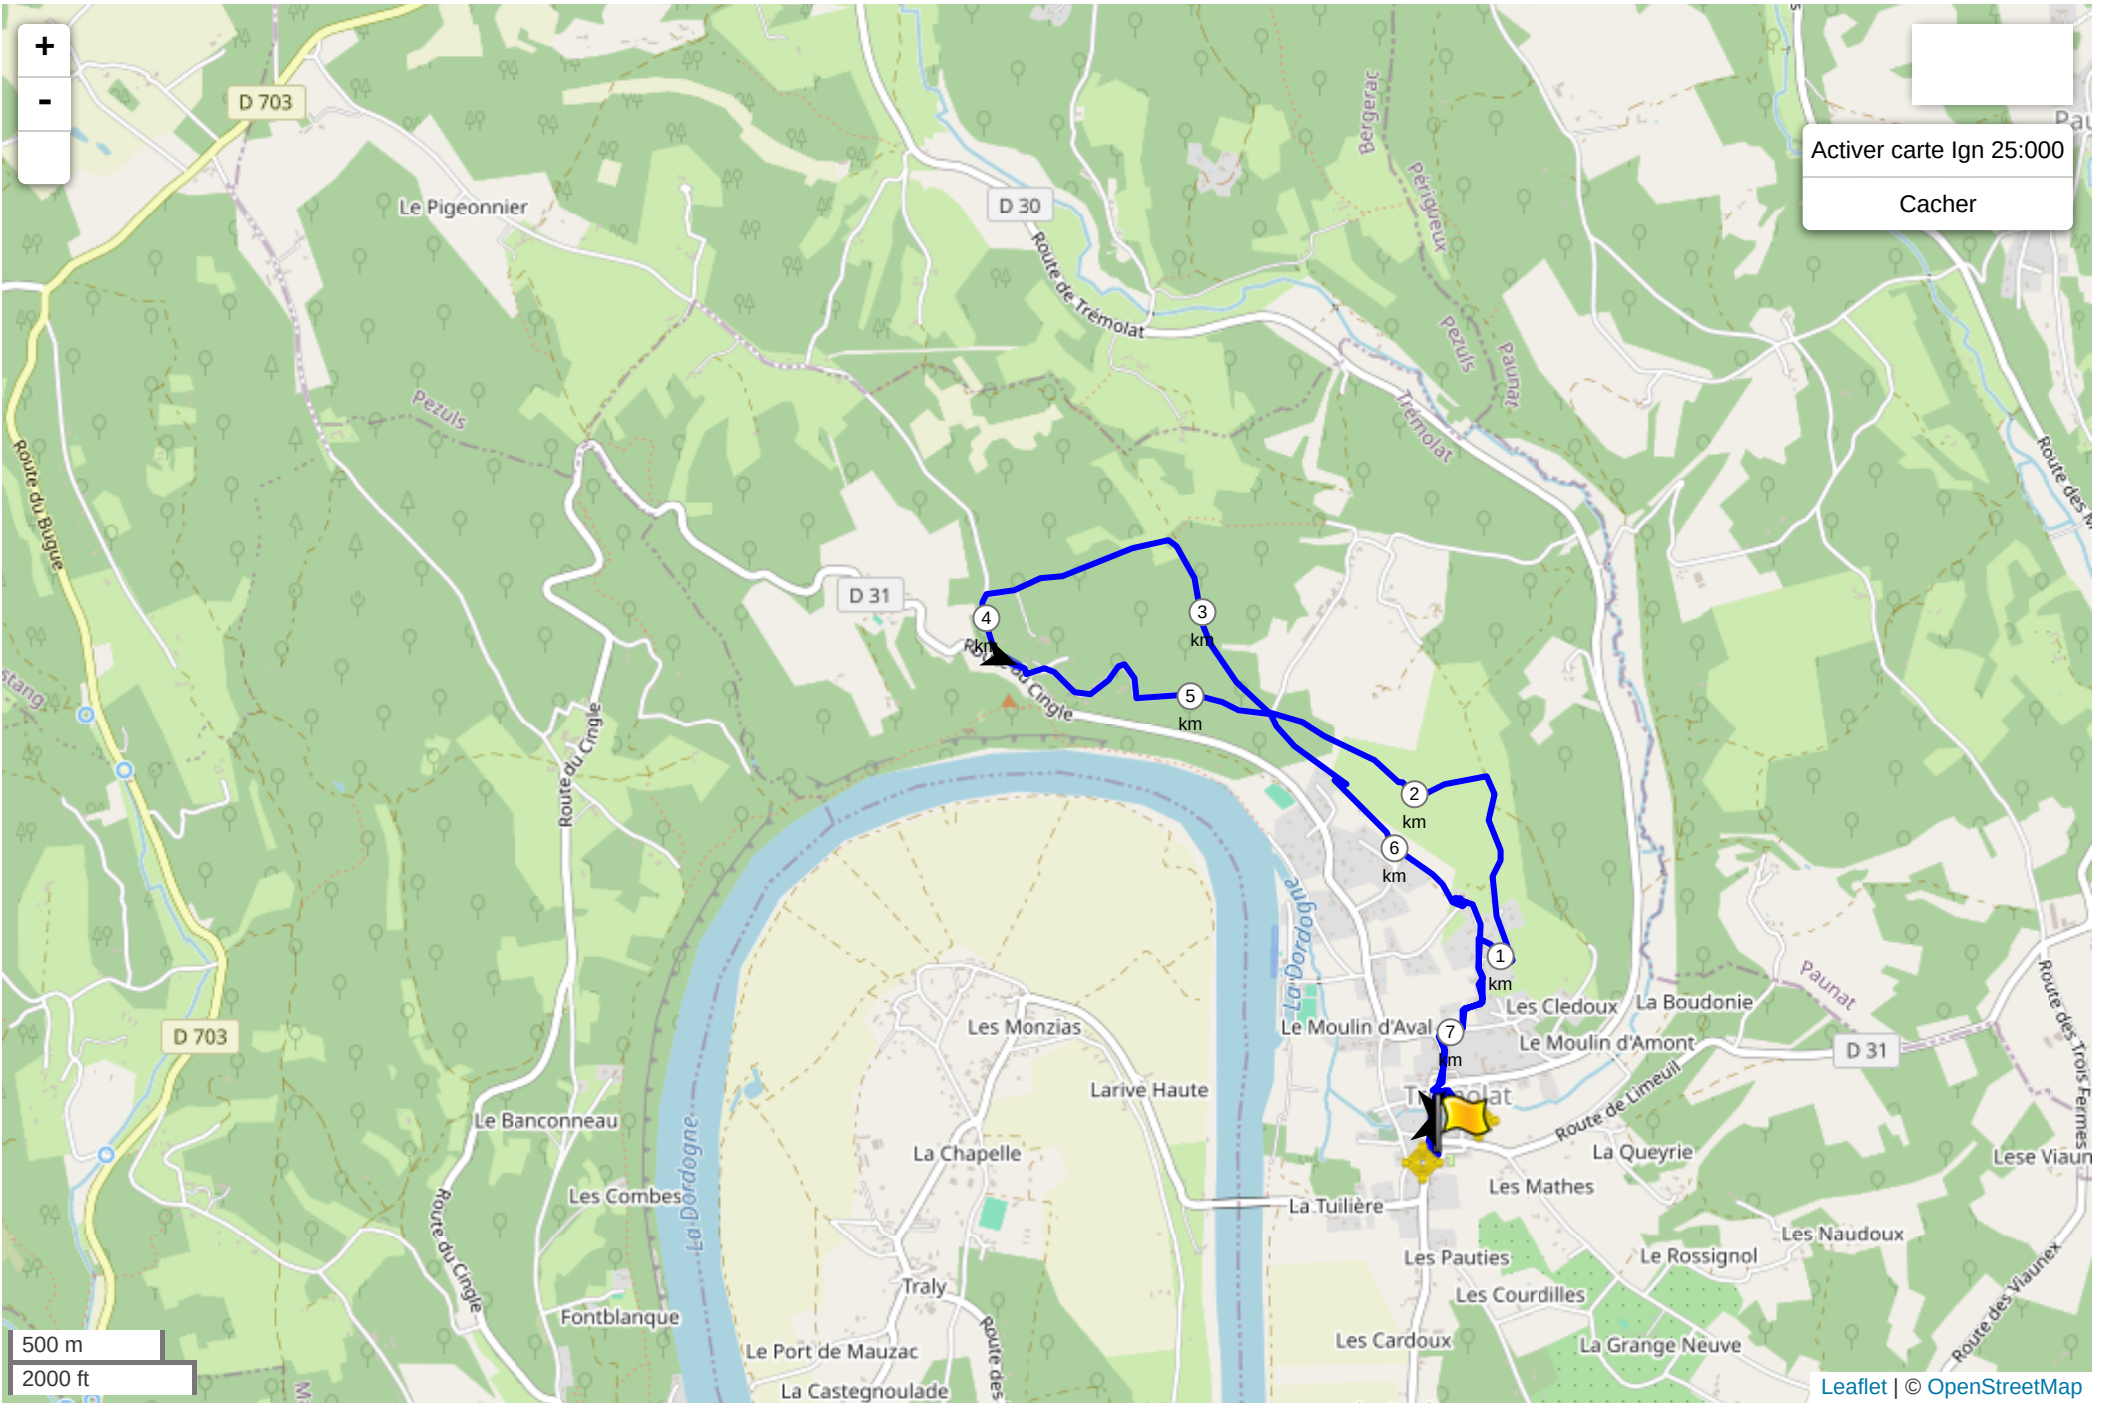 +
-
D 703
Le Pigeonnier
D 30
Route de Trémolat
Bergerac
Périgueux
Pezuls
Paunat
Trémolat
Activer carte Ign 25:000
Cacher
Pezuls
Route du Bugue
D 31
Route du Cingle
4
km
3
km
5
km
2
km
6
km
1
km
7
km
Route du Cingle
La Dordogne
Les Cledoux
La Boudonie
Paunat
Le Moulin d'Aval
Le Moulin d'Amont
D 31
D 703
Les Monzias
Larive Haute
Route de Limeuil
Route des Trois Fermes
Le Banconneau
La Chapelle
La Queyrie
La Dordogne
Les Combes
La Tuilière
Les Mathes
Route du Cingle
Les Pauties
Le Rossignol
Les Naudoux
Traly
Les Courdilles
Fontblanque
Route des
Les Cardoux
La Grange Neuve
Route des Viaunex
Le Port de Mauzac
La Castegnoulade
500 m
2000 ft
Leaflet | © OpenStreetMap